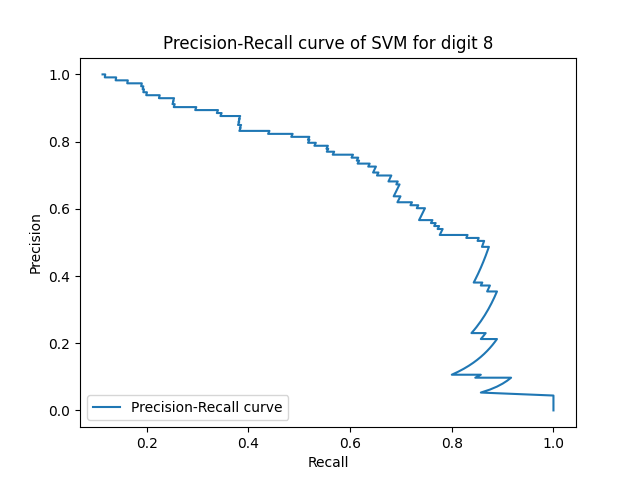 Precision-Recall curve of SVM for digit 8
1.0
0.8
0.6
0.4
0.2
0.0
Precision
Precision-Recall curve
0.2 0.4 0.6 0.8 1.0
Recall